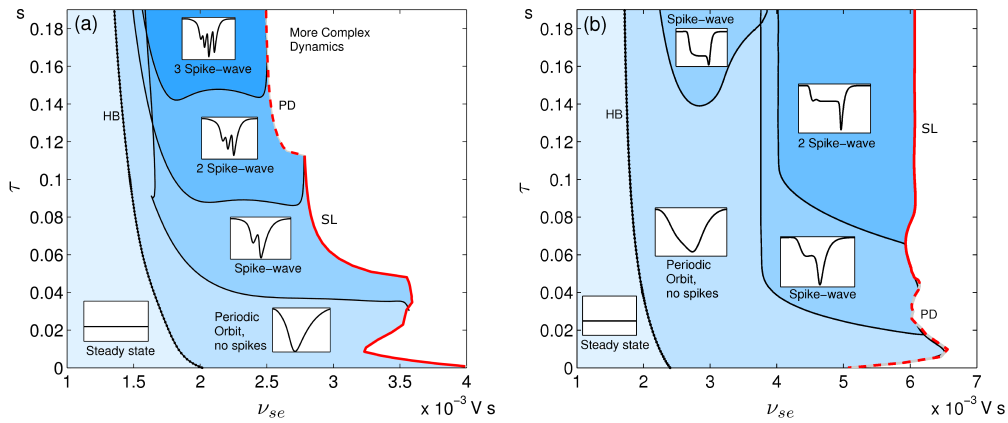 s
(a)
More Complex
Dynamics
3 Spike-wave
PD
HB
2 Spike-wave
SL
Spike-wave
Periodic
Orbit,
no spikes
Steady state
τ
0.18
0.16
0.14
0.12
0.1
0.08
0.06
0.04
0.02
0
1 1.5 2 2.5 3 3.5 4
ν_se
x 10⁻³ V s
s
(b)
Spike-wave
HB
2 Spike-wave
SL
Periodic
Orbit,
no spikes
Spike-wave
PD
Steady state
τ
0.18
0.16
0.14
0.12
0.1
0.08
0.06
0.04
0.02
0
1 2 3 4 5 6 7
ν_se
x 10⁻³ V s